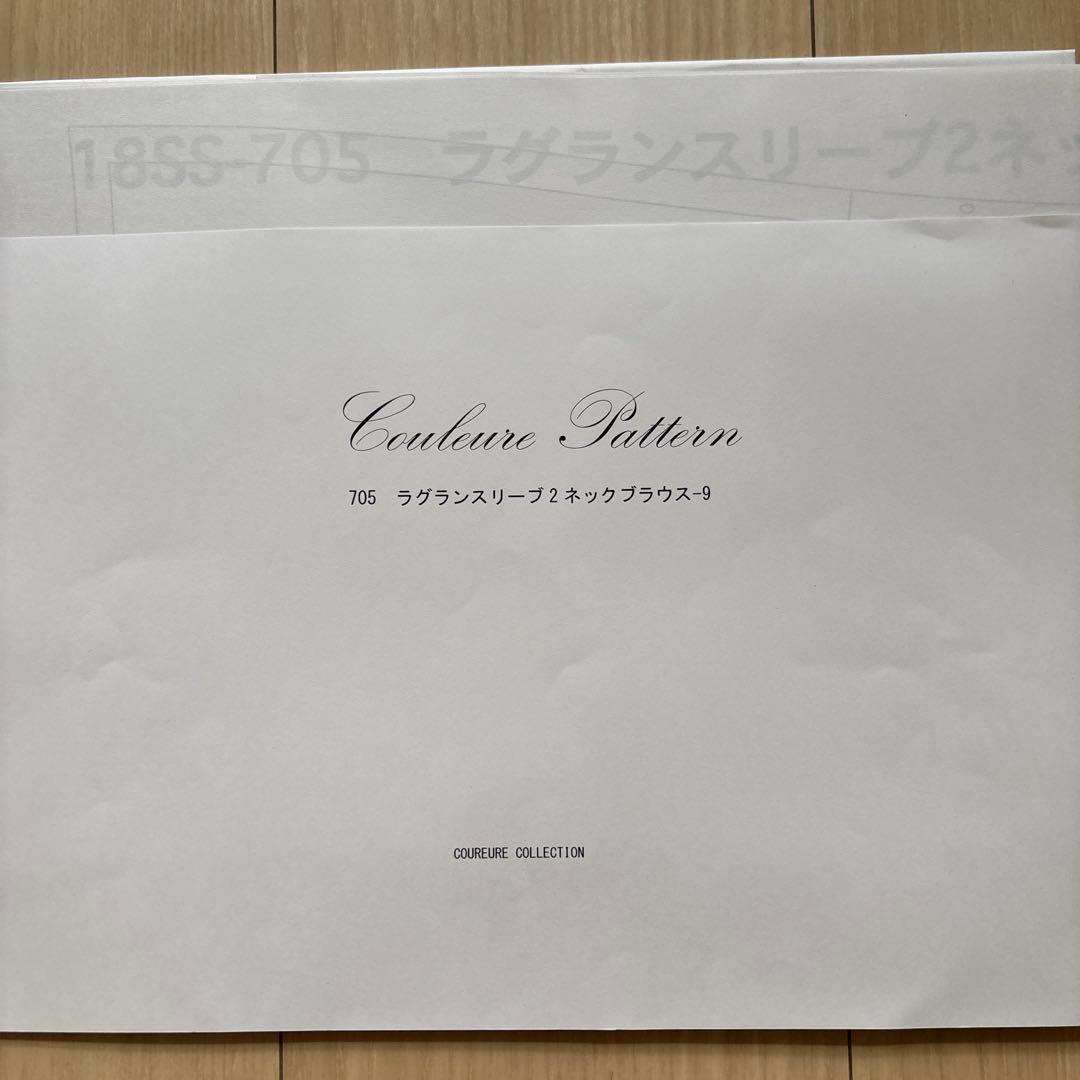 18SS-705 ラグランスリーブ2ネッ
Couleure Pattern
705 ラグランスリーブ2ネックブラウス-9
COUREURE COLLECTION